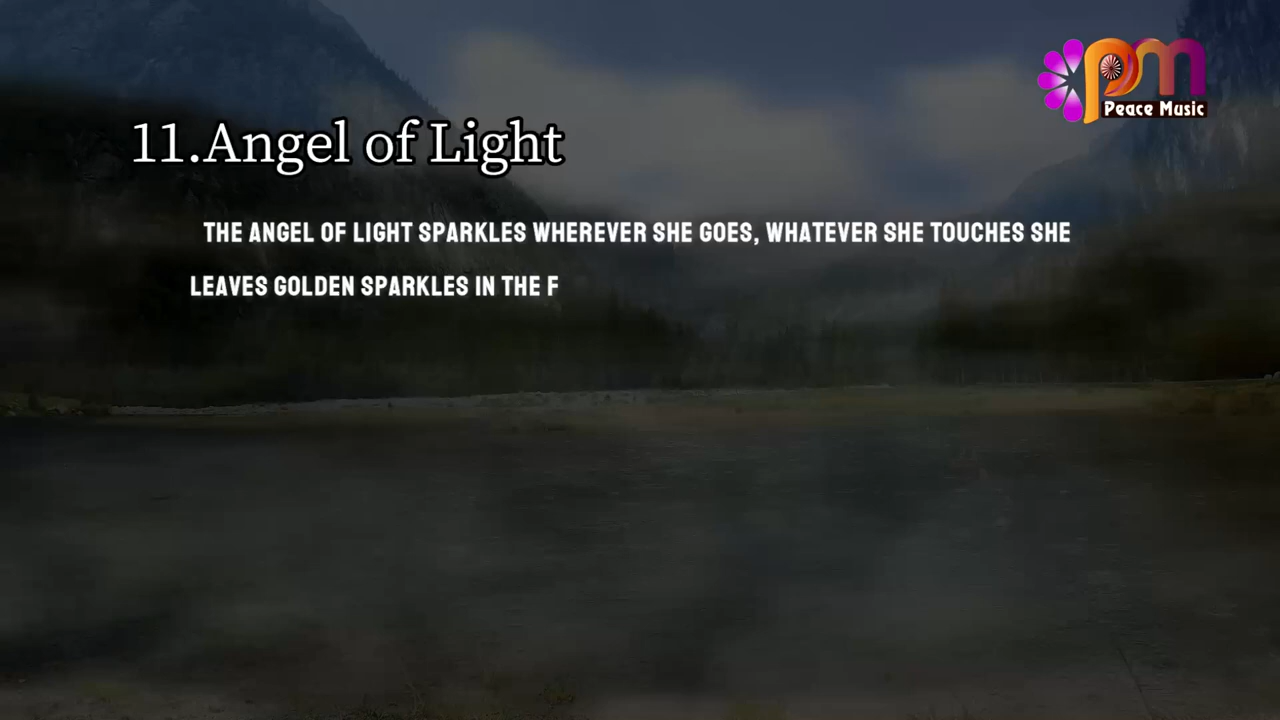 pm
Peace Music
11.Angel of Light
THE ANGEL OF LIGHT SPARKLES WHEREVER SHE GOES, WHATEVER SHE TOUCHES SHE
LEAVES GOLDEN SPARKLES IN THE F